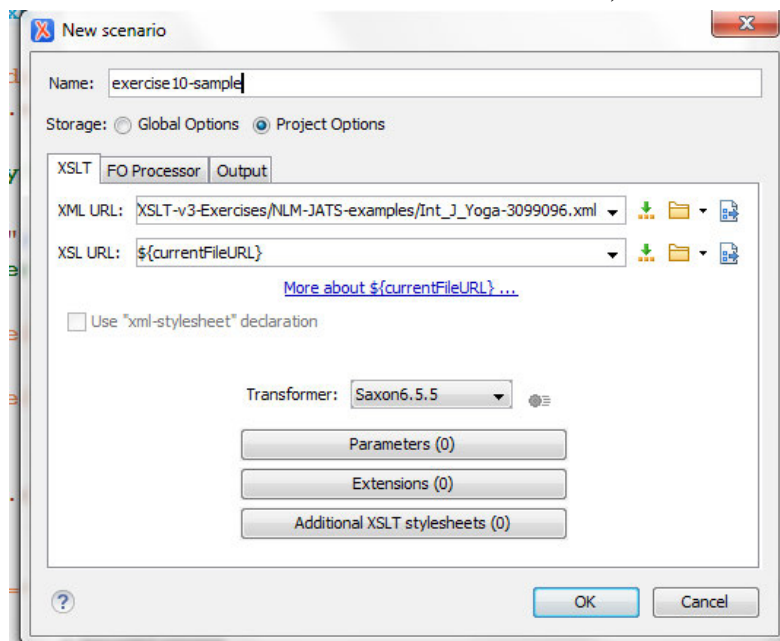 New scenario
Name: exercise10-sample
Storage: Global Options Project Options
XSLT FO Processor Output
XML URL: XSLT-v3-Exercises/NLM-JATS-examples/Int_J_Yoga-3099096.xml
XSL URL: ${currentFileURL}
More about ${currentFileURL} ...
Use "xml-stylesheet" declaration
Transformer: Saxon6.5.5
Parameters (0)
Extensions (0)
Additional XSLT stylesheets (0)
? OK Cancel